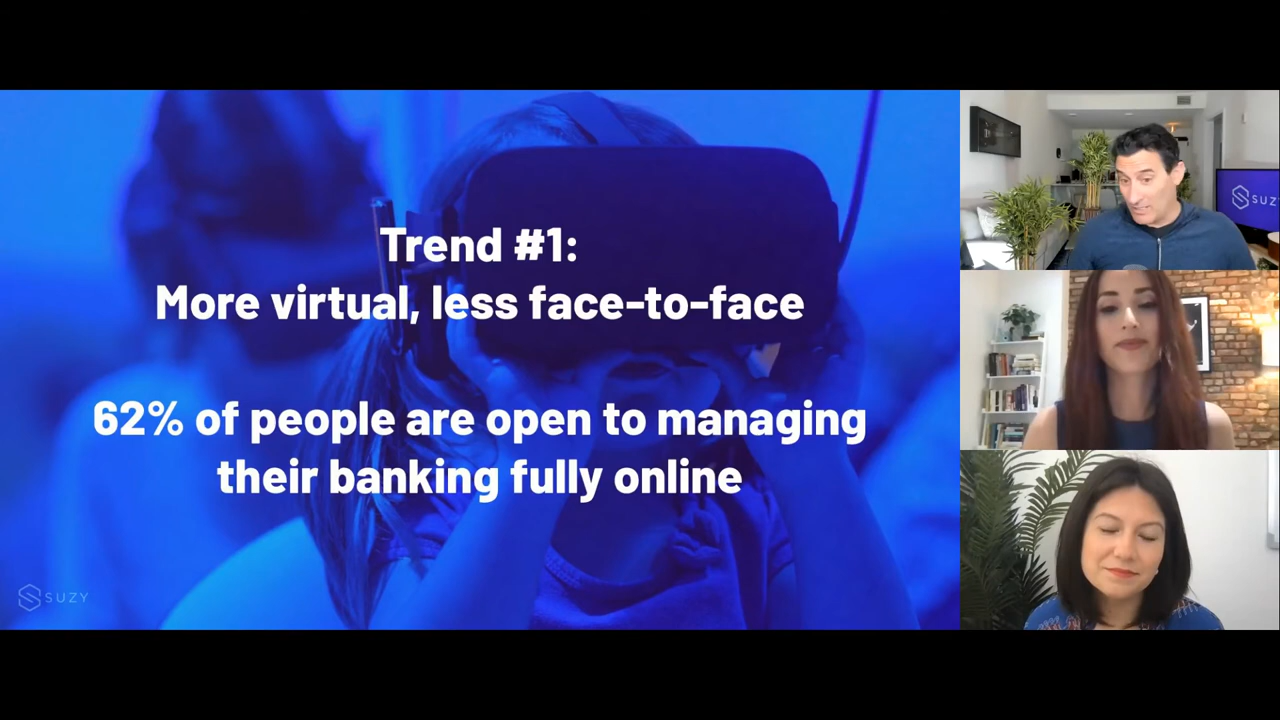 Trend #1:
More virtual, less face-to-face
62% of people are open to managing
their banking fully online
SUZY
SUZ